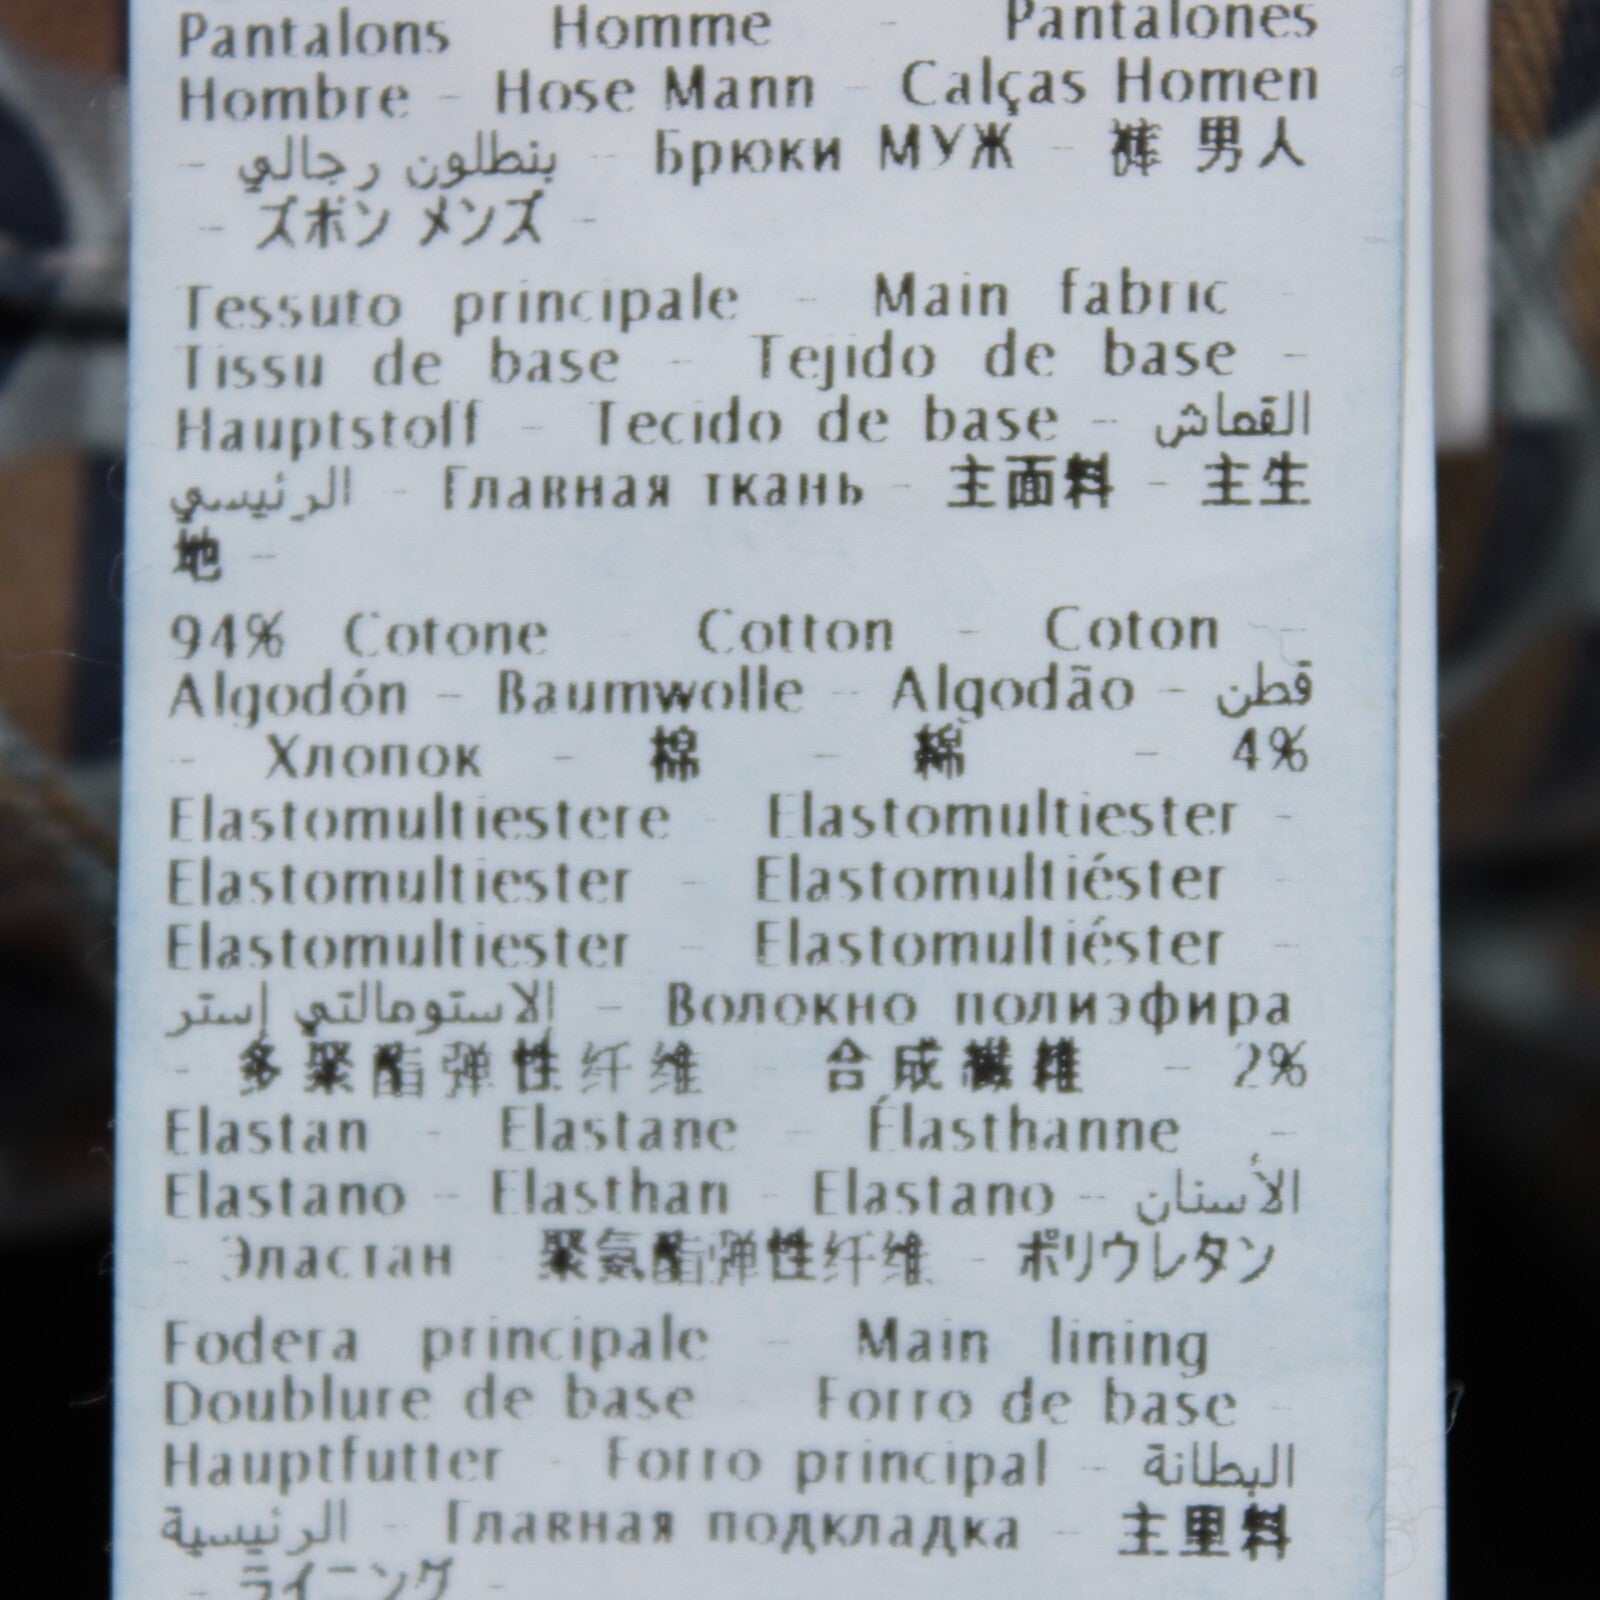 Pantalons Homme - Pantalones
Hombre - Hose Mann - Calças Homen
- بنطلون رجالي - Брюки МУЖ - 裤 男人
- ズボン メンズ -
Tessuto principale - Main fabric -
Tissu de base - Tejido de base -
Hauptstoff - Tecido de base - القماش
الرئيسي - Главная ткань - 主面料 - 主生
地 -
94% Cotone - Cotton - Coton -
Algodón - Baumwolle - Algodão - قطن
- Хлопок - 棉 - 綿 - 4%
Elastomultiestere - Elastomultiester -
Elastomultiester - Elastomultiéster -
Elastomultiester - Elastomultiéster -
الاستومالتي إستر - Волокно полиэфира
- 多聚酯弹性纤维 - 合成繊維 - 2%
Elastan - Elastane - Élasthanne -
Elastano - Elasthan - Elastano - الأسنان
- Эластан - 聚氨酯弹性纤维 - ポリウレタン
Fodera principale - Main lining -
Doublure de base - Forro de base -
Hauptfutter - Forro principal - البطانة
الرئيسية - Главная подкладка - 主里料
- ライニング -